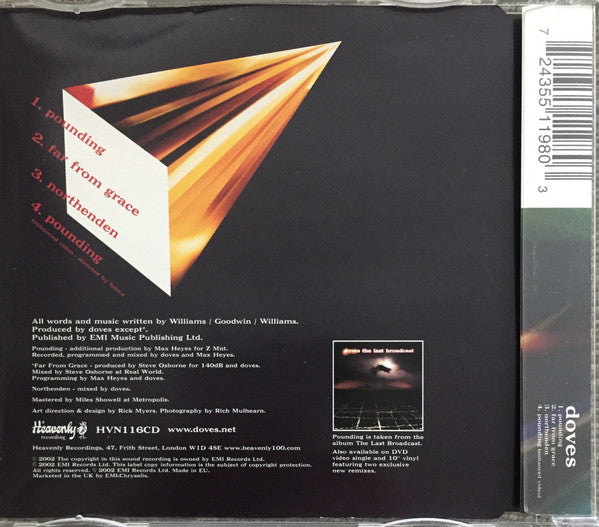 1. pounding
2. far from grace
3. northenden
4. pounding
(enhanced video - directed by Intro)
All words and music written by Williams / Goodwin / Williams.
Produced by doves except*.
Published by EMI Music Publishing Ltd.
Pounding - additional production by Max Heyes for Z Mnt.
Recorded, programmed and mixed by doves and Max Heyes.
*Far From Grace - produced by Steve Osborne for 140dB and doves.
Mixed by Steve Osborne at Real World.
Programming by Max Heyes and doves.
Northenden - mixed by doves.
Mastered by Miles Showell at Metropolis.
Art direction & design by Rick Myers. Photography by Rich Mulhearn.
Heavenly
recordings
HVN116CD
www.doves.net
Heavenly Recordings, 47, Frith Street, London W1D 4SE www.heavenly100.com
℗ 2002 The copyright in this sound recording is owned by EMI Records Ltd.
© 2002 EMI Records Ltd. This label copy information is the subject of copyright protection.
All rights reserved. © 2002 EMI Records Ltd. Made in EU.
Marketed in the UK by EMI:Chrysalis.
doves the last broadcast
Pounding is taken from the
album The Last Broadcast.
Also available on DVD
video single and 10" vinyl
featuring two exclusive
new remixes.
7 24355 11980 3
doves
1. pounding
2. far from grace
3. northenden
4. pounding (enhanced video)